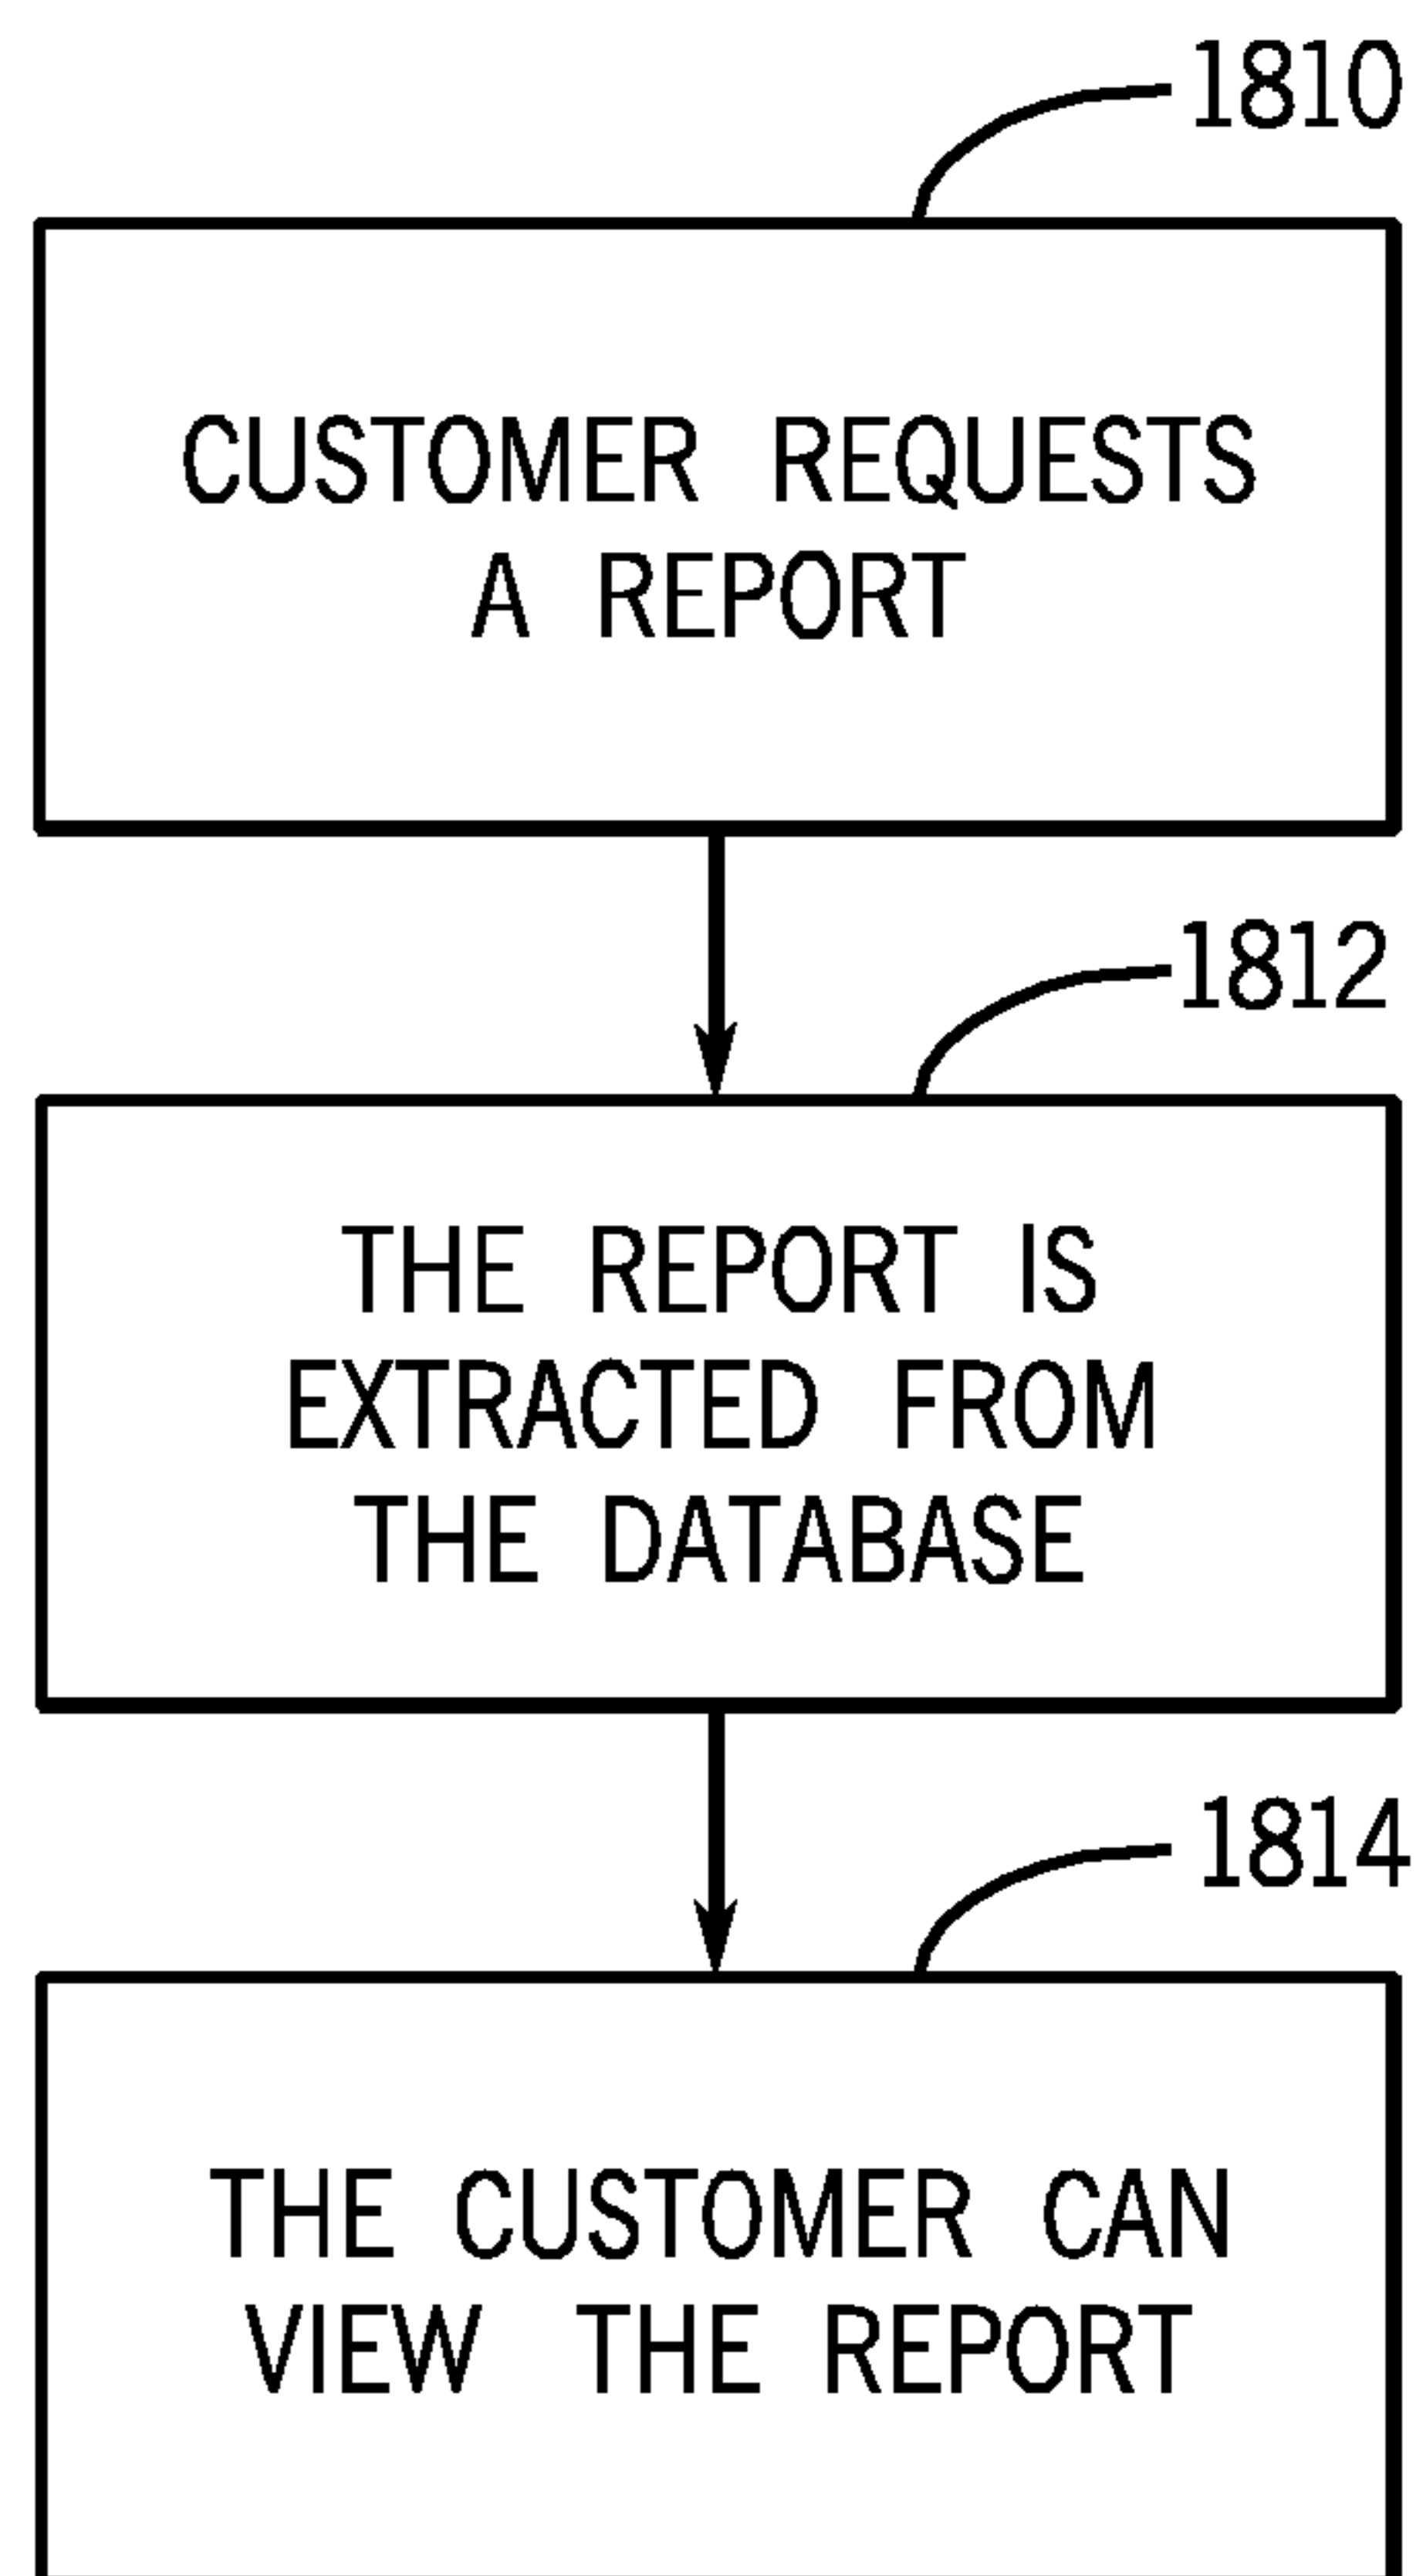 1810
CUSTOMER REQUESTS
A REPORT
1812
THE REPORT IS
EXTRACTED FROM
THE DATABASE
1814
THE CUSTOMER CAN
VIEW THE REPORT